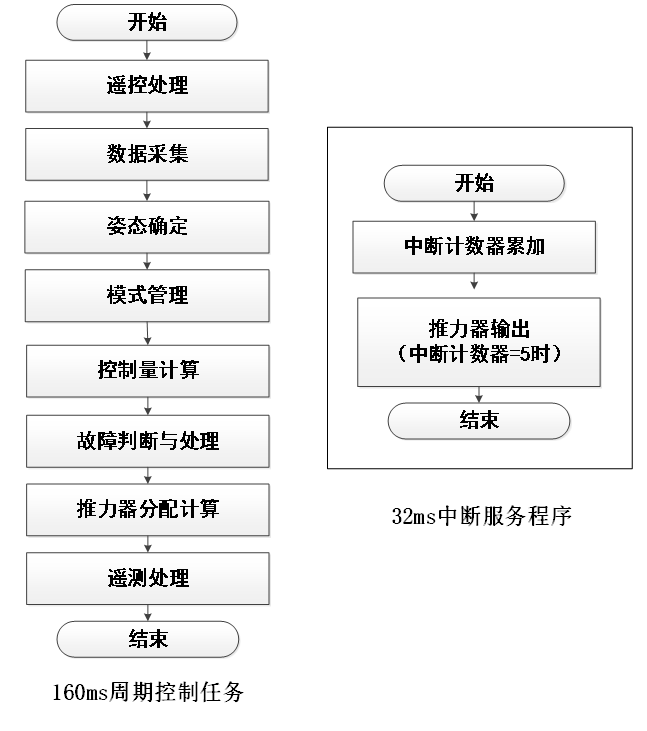 开始
遥控处理
数据采集
姿态确定
模式管理
控制量计算
故障判断与处理
推力器分配计算
遥测处理
结束
160ms周期控制任务
开始
中断计数器累加
推力器输出
（中断计数器=5时）
结束
32ms中断服务程序